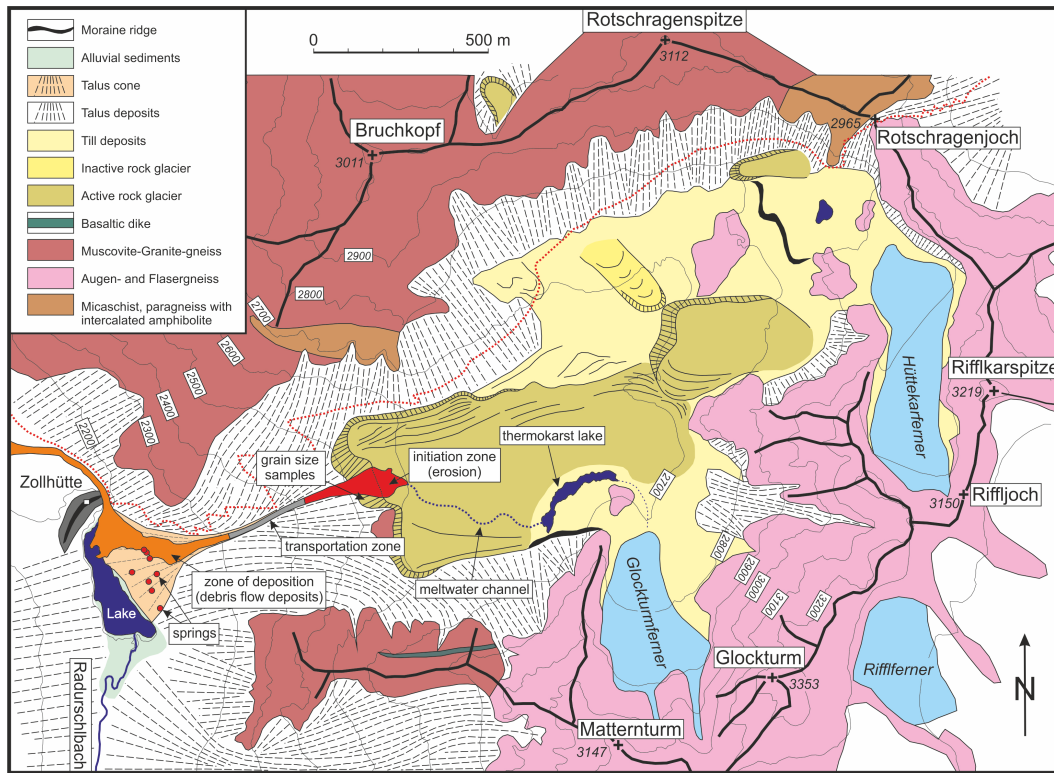 Moraine ridge
Alluvial sediments
Talus cone
Talus deposits
Till deposits
Inactive rock glacier
Active rock glacier
Basaltic dike
Muscovite-Granite-gneiss
Augen- and Flasergneiss
Micaschist, paragneiss with
intercalated amphibolite
0 500 m
Rotschragenspitze
3112
Bruchkopf
3011
2965
Rotschragenjoch
2900
2800
2700
2600
2500
2400
2300
2200
Hüttekarferner
Rifflkarspitze
3219
Riffljoch
3150
thermokarst lake
initiation zone
(erosion)
grain size
samples
2700
2800
2900
3000
3100
3200
Zollhütte
transportation zone
meltwater channel
zone of deposition
(debris flow deposits)
springs
Lake
Radurschlbach
Glockturmferner
Glockturm
3353
Rifflferner
Matternturm
3147
N